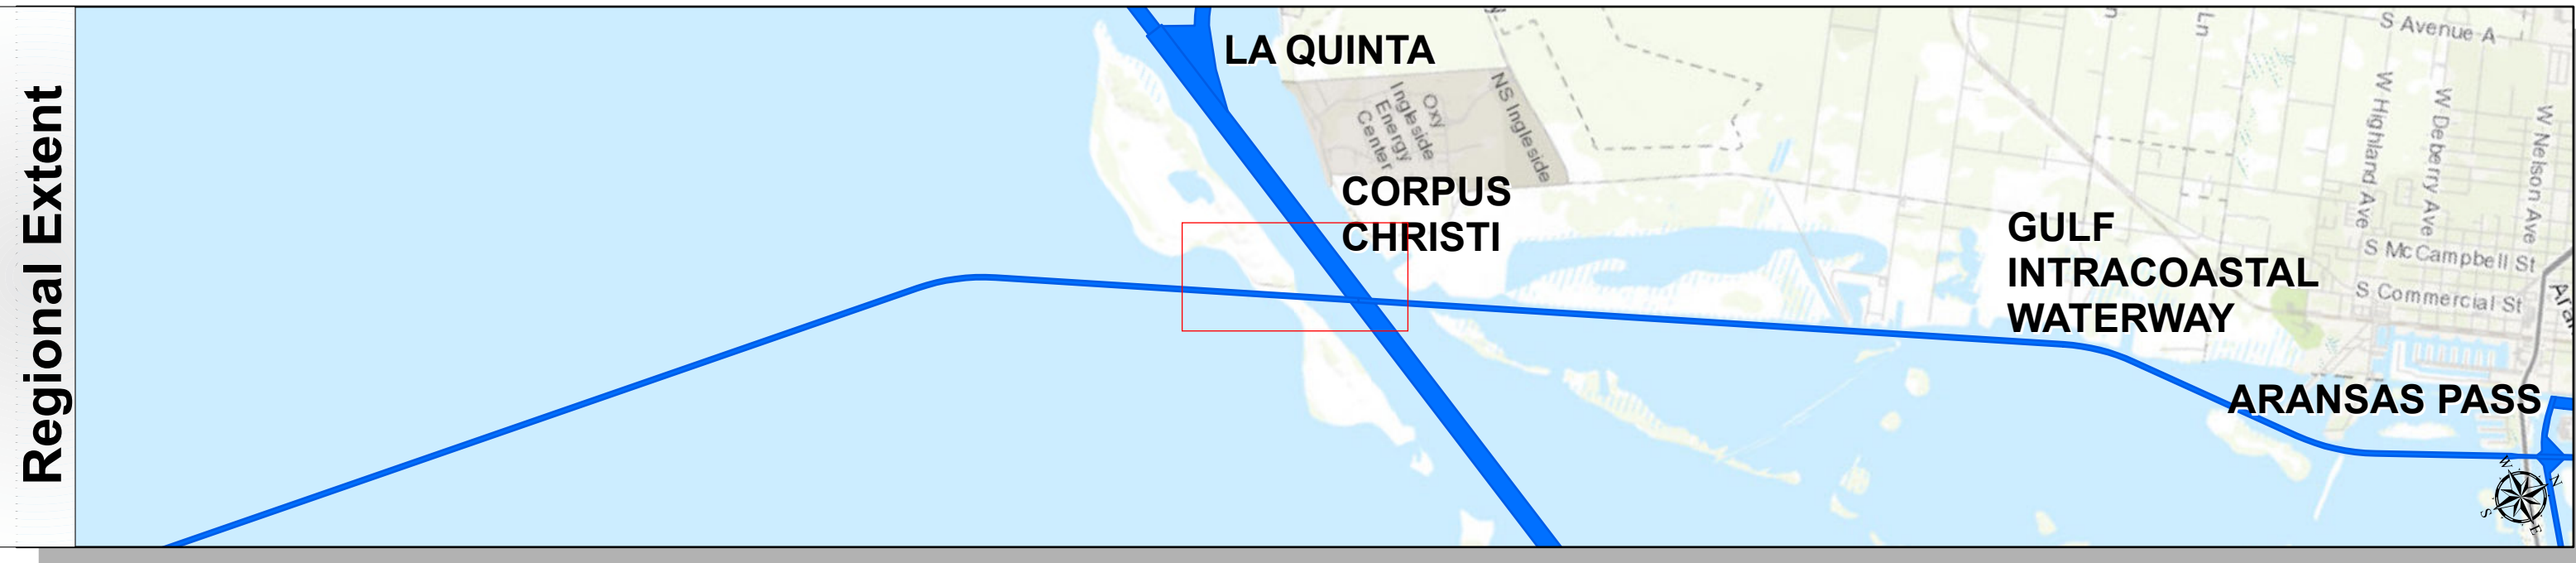 Regional Extent
LA QUINTA
Oxy
Ingleside
Energy
Center
NS Ingleside
CORPUS
CHRISTI
GULF
INTRACOASTAL
WATERWAY
ARANSAS PASS
S Avenue A
W Highland Ave
W Deberry Ave
W Nelson Ave
S McCampbell St
S Commercial St
Ln
W
N
S
E